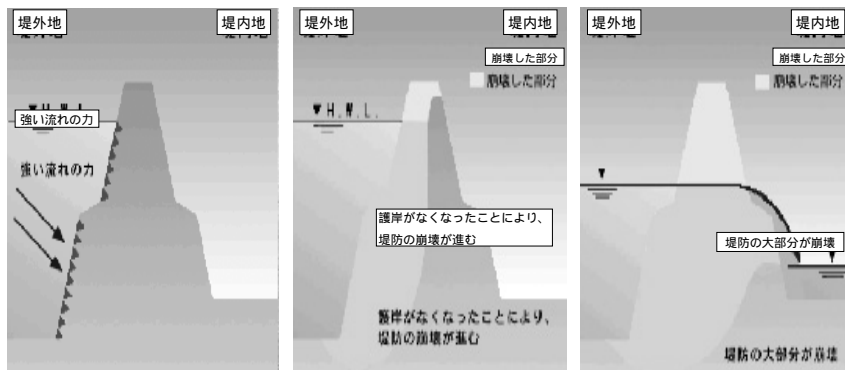 堤外地
堤内地
▼H.W.L.
強い流れの力
強い流れの力
堤外地
堤内地
崩壊した部分
崩壊した部分
▼H.W.L.
護岸がなくなったことにより、
堤防の崩壊が進む
護岸がなくなったことにより、
堤防の崩壊が進む
堤外地
堤内地
崩壊した部分
崩壊した部分
堤防の大部分が崩壊
堤防の大部分が崩壊